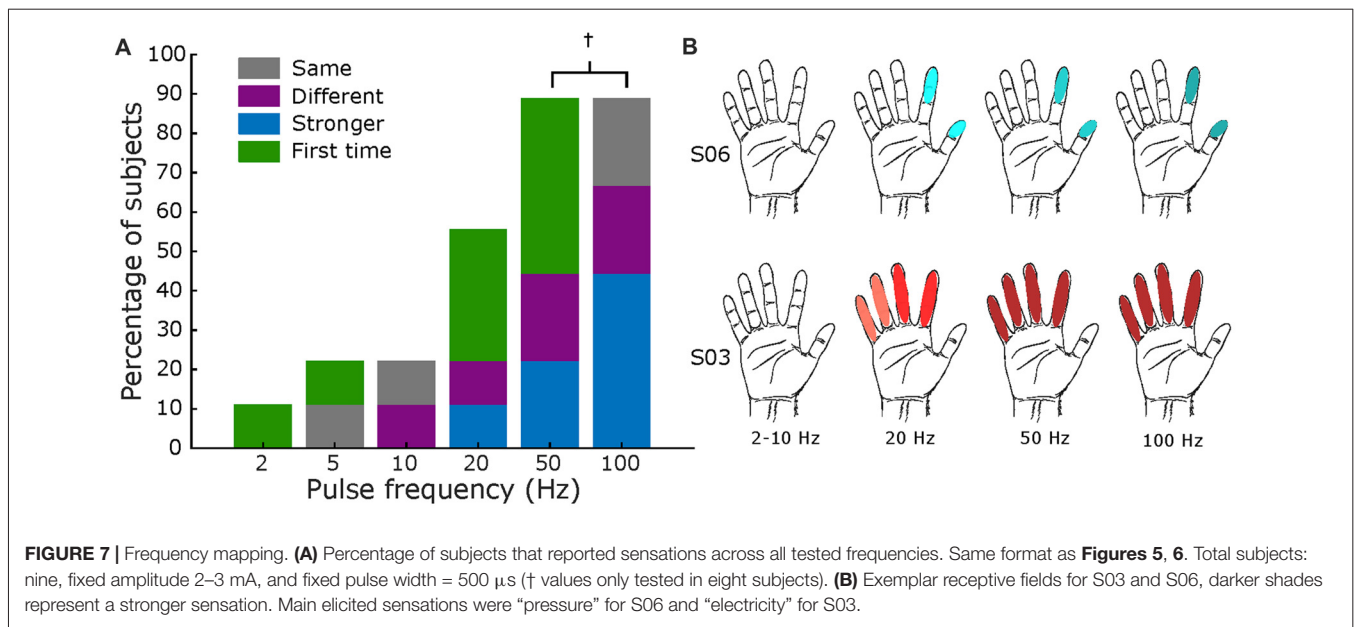 A
100
90
80
70
60
50
40
30
20
10
0
Percentage of subjects
Same
Different
Stronger
First time
†
2 5 10 20 50 100
Pulse frequency (Hz)
B
S06
S03
2-10 Hz 20 Hz 50 Hz 100 Hz
FIGURE 7 | Frequency mapping. (A) Percentage of subjects that reported sensations across all tested frequencies. Same format as Figures 5, 6. Total subjects:
nine, fixed amplitude 2–3 mA, and fixed pulse width = 500 μs († values only tested in eight subjects). (B) Exemplar receptive fields for S03 and S06, darker shades
represent a stronger sensation. Main elicited sensations were “pressure” for S06 and “electricity” for S03.